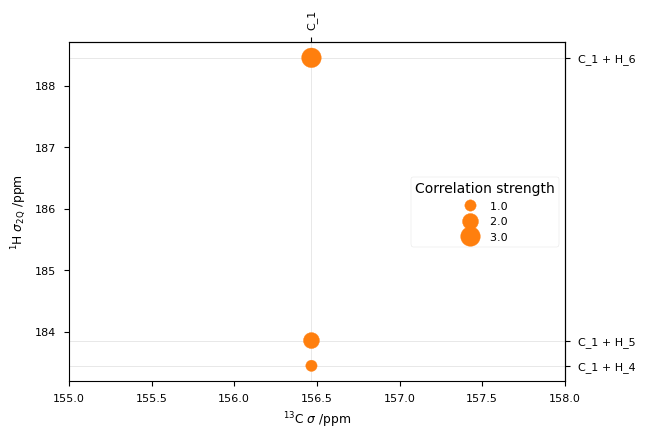 C_1
188
187
186
185
184
¹H σ₂Q /ppm
C_1 + H_6
C_1 + H_5
C_1 + H_4
Correlation strength
1.0
2.0
3.0
155.0 155.5 156.0 156.5 157.0 157.5 158.0
¹³C σ /ppm